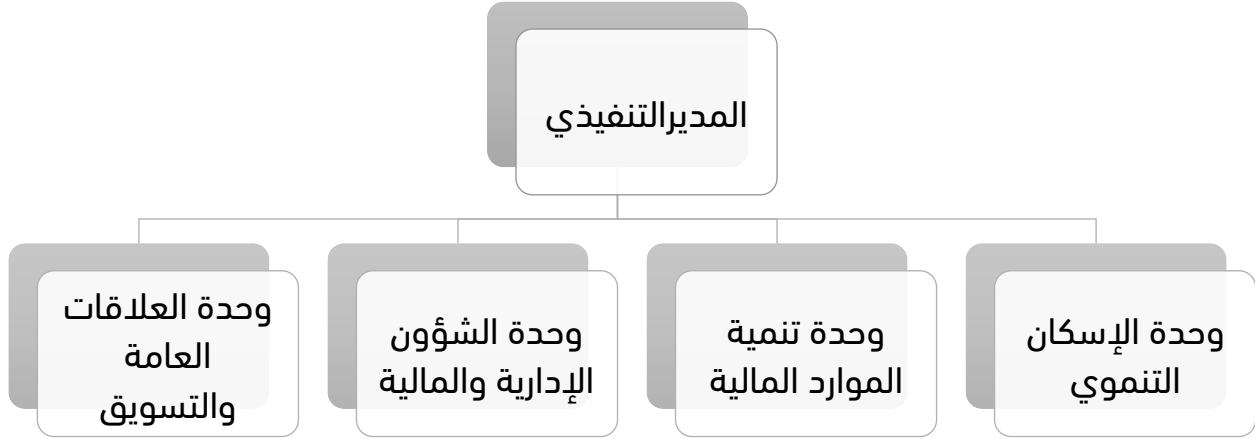 المديرالتنفيذي
وحدة الإسكان
التنموي
وحدة تنمية
الموارد المالية
وحدة الشؤون
الإدارية والمالية
وحدة العلاقات
العامة
والتسويق